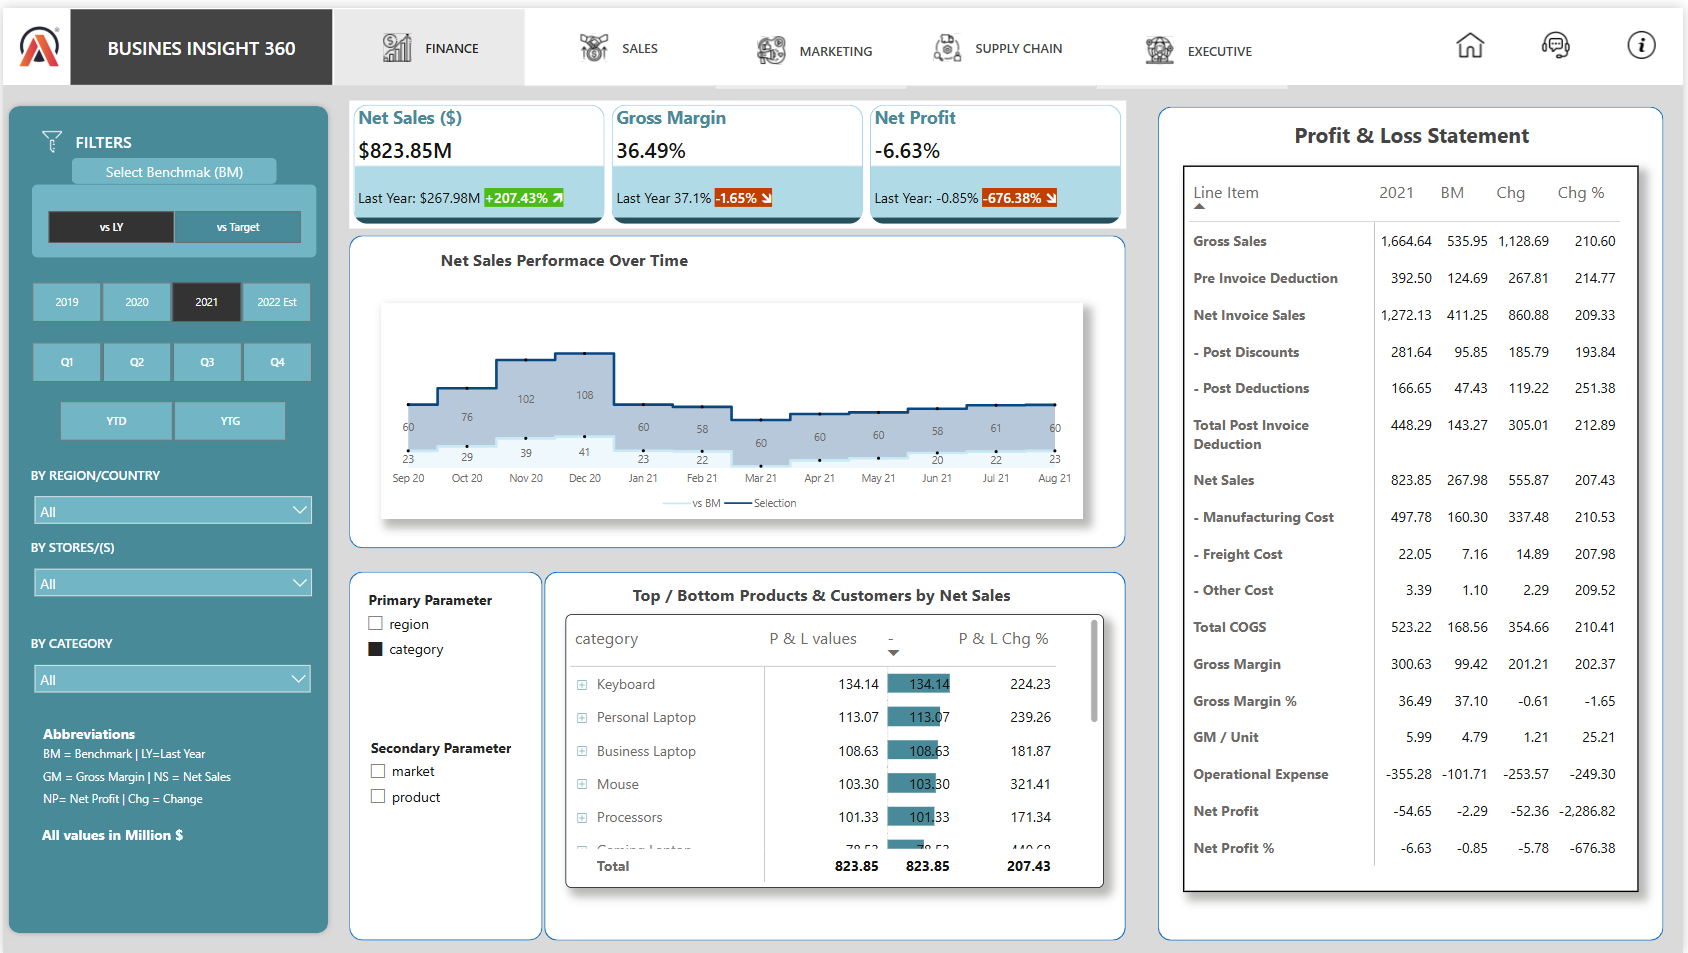 BUSINES INSIGHT 360
FINANCE
SALES
MARKETING
SUPPLY CHAIN
EXECUTIVE
FILTERS
Select Benchmak (BM)
vs LY
vs Target
2019 2020 2021 2022 Est
Q1 Q2 Q3 Q4
YTD YTG
BY REGION/COUNTRY
All
BY STORES/(S)
All
BY CATEGORY
All
Abbreviations
BM = Benchmark | LY=Last Year
GM = Gross Margin | NS = Net Sales
NP= Net Profit | Chg = Change
All values in Million $
Net Sales ($)
$823.85M
Last Year: $267.98M +207.43%
Gross Margin
36.49%
Last Year 37.1% -1.65%
Net Profit
-6.63%
Last Year: -0.85% -676.38%
Net Sales Performace Over Time
60 76 102 108 60 58 60 60 60 58 61 60
23 29 39 41 23 22 20 22 23
Sep 20 Oct 20 Nov 20 Dec 20 Jan 21 Feb 21 Mar 21 Apr 21 May 21 Jun 21 Jul 21 Aug 21
vs BM Selection
Primary Parameter
region
category
Secondary Parameter
market
product
Top / Bottom Products & Customers by Net Sales
category P & L values - P & L Chg %
Keyboard 134.14 134.14 224.23
Personal Laptop 113.07 113.07 239.26
Business Laptop 108.63 108.63 181.87
Mouse 103.30 103.30 321.41
Processors 101.33 101.33 171.34
Gaming Laptop 78.53 78.53
Total 823.85 823.85 207.43
Profit & Loss Statement
Line Item 2021 BM Chg Chg %
Gross Sales 1,664.64 535.95 1,128.69 210.60
Pre Invoice Deduction 392.50 124.69 267.81 214.77
Net Invoice Sales 1,272.13 411.25 860.88 209.33
- Post Discounts 281.64 95.85 185.79 193.84
- Post Deductions 166.65 47.43 119.22 251.38
Total Post Invoice 448.29 143.27 305.01 212.89
Deduction
Net Sales 823.85 267.98 555.87 207.43
- Manufacturing Cost 497.78 160.30 337.48 210.53
- Freight Cost 22.05 7.16 14.89 207.98
- Other Cost 3.39 1.10 2.29 209.52
Total COGS 523.22 168.56 354.66 210.41
Gross Margin 300.63 99.42 201.21 202.37
Gross Margin % 36.49 37.10 -0.61 -1.65
GM / Unit 5.99 4.79 1.21 25.21
Operational Expense -355.28 -101.71 -253.57 -249.30
Net Profit -54.65 -2.29 -52.36 -2,286.82
Net Profit % -6.63 -0.85 -5.78 -676.38